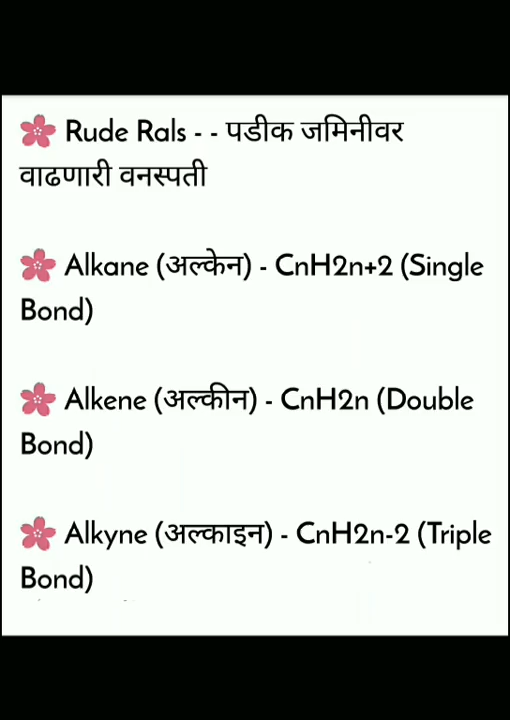 🌸 Rude Rals - - पडीक जमिनीवर
वाढणारी वनस्पती
🌸 Alkane (अल्केन) - CnH2n+2 (Single
Bond)
🌸 Alkene (अल्कीन) - CnH2n (Double
Bond)
🌸 Alkyne (अल्काइन) - CnH2n-2 (Triple
Bond)